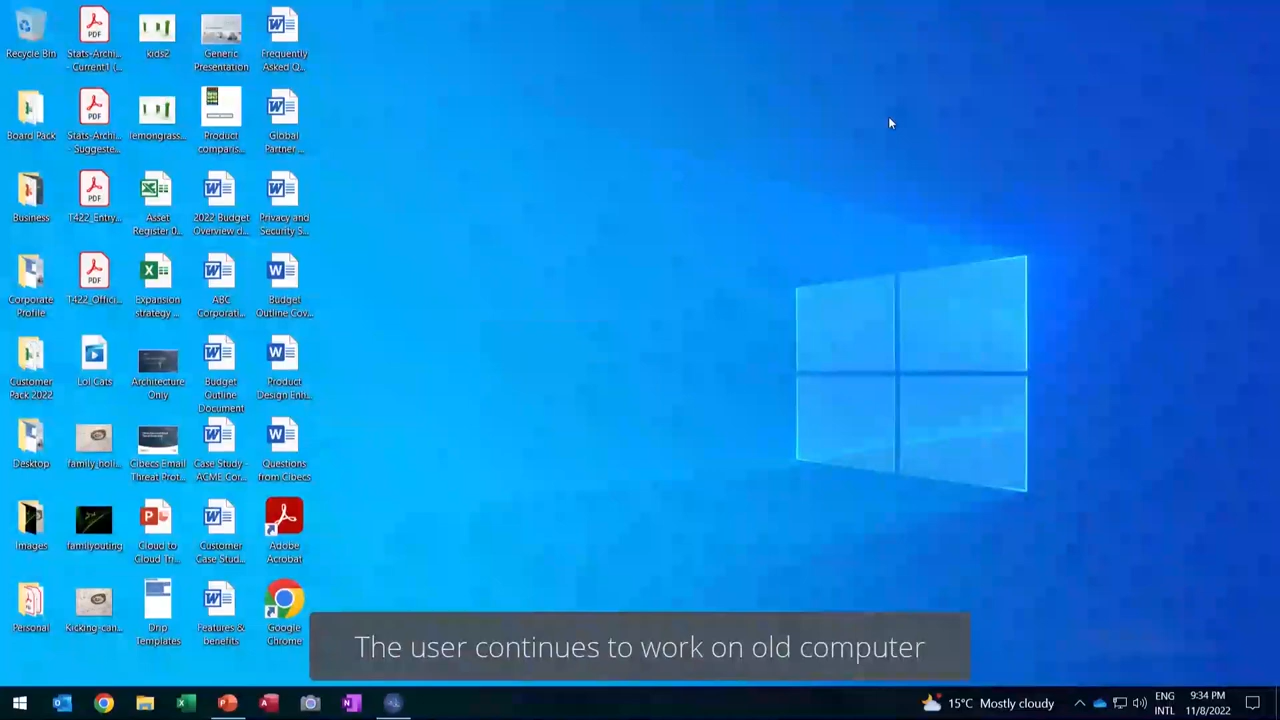 Recycle Bin
Stats-Archi...
- Current1 (...
kids2
Generic
Presentation
Frequently
Asked Q...
Board Pack
PDF
Stats-Archi...
- Suggeste...
lemongrass...
Product
comparis...
Global
Partner ...
Business
PDF
T422_Entry...
Asset
Register 0...
2022 Budget
Overview d...
Privacy and
Security S...
Corporate
Profile
PDF
T422_Offici...
Expansion
strategy ...
ABC
Corporati...
Budget
Outline Cov...
Customer
Pack 2022
Lol Cats
Architecture
Only
Budget
Outline
Document
Product
Design Enh...
Desktop
family_holi...
Cibecs Email
Threat Prot...
Case Study -
ACME Cor...
Questions
from Cibecs
Images
familyouting
Cloud to
Cloud Tr...
Customer
Case Stud...
Adobe
Acrobat
Personal
Kicking-can...
Drip
Templates
Features &
benefits
Google
Chrome
The user continues to work on old computer
15°C Mostly cloudy
ENG
INTL
9:34 PM
11/8/2022